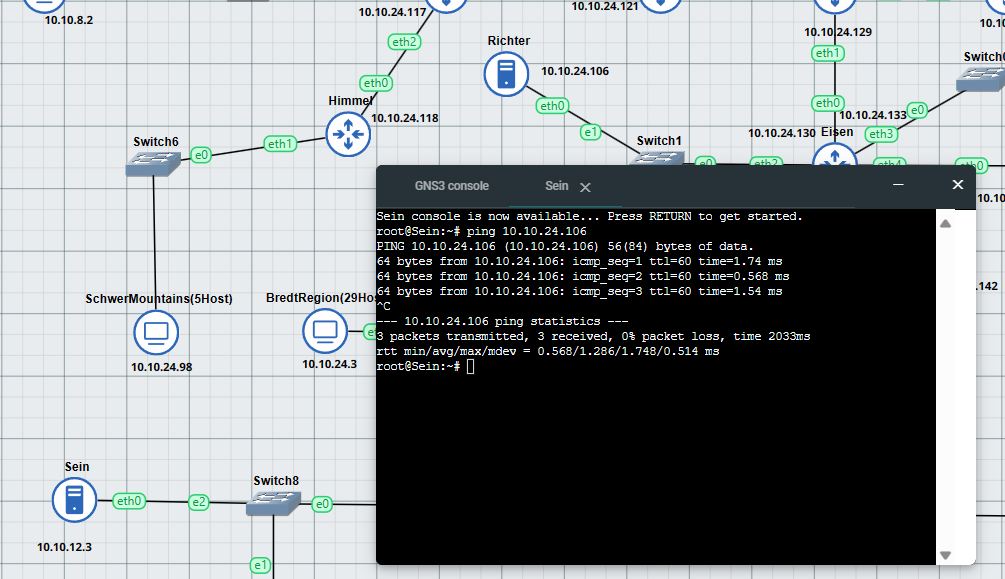 10.10.8.2
10.10.24.117
10.10.24.121
10.10.24.129
eth2
eth1
Richter
10.10.24.106
eth0
Himmel
10.10.24.118
eth0
e1
eth0
10.10.24.133
e0
10.10.24.130
Eisen
eth3
Switch6
e0
eth1
Switch1
e0
eth2
eth4
GNS3 console
Sein
Sein console is now available... Press RETURN to get started.
root@Sein:~# ping 10.10.24.106
PING 10.10.24.106 (10.10.24.106) 56(84) bytes of data.
64 bytes from 10.10.24.106: icmp_seq=1 ttl=60 time=1.74 ms
64 bytes from 10.10.24.106: icmp_seq=2 ttl=60 time=0.568 ms
64 bytes from 10.10.24.106: icmp_seq=3 ttl=60 time=1.54 ms
^C
--- 10.10.24.106 ping statistics ---
3 packets transmitted, 3 received, 0% packet loss, time 2033ms
rtt min/avg/max/mdev = 0.568/1.286/1.748/0.514 ms
root@Sein:~#
.142
SchwerMountains(5Host)
BredtRegion(29Hos
10.10.24.98
10.10.24.3
Sein
eth0
e2
Switch8
e0
10.10.12.3
e1